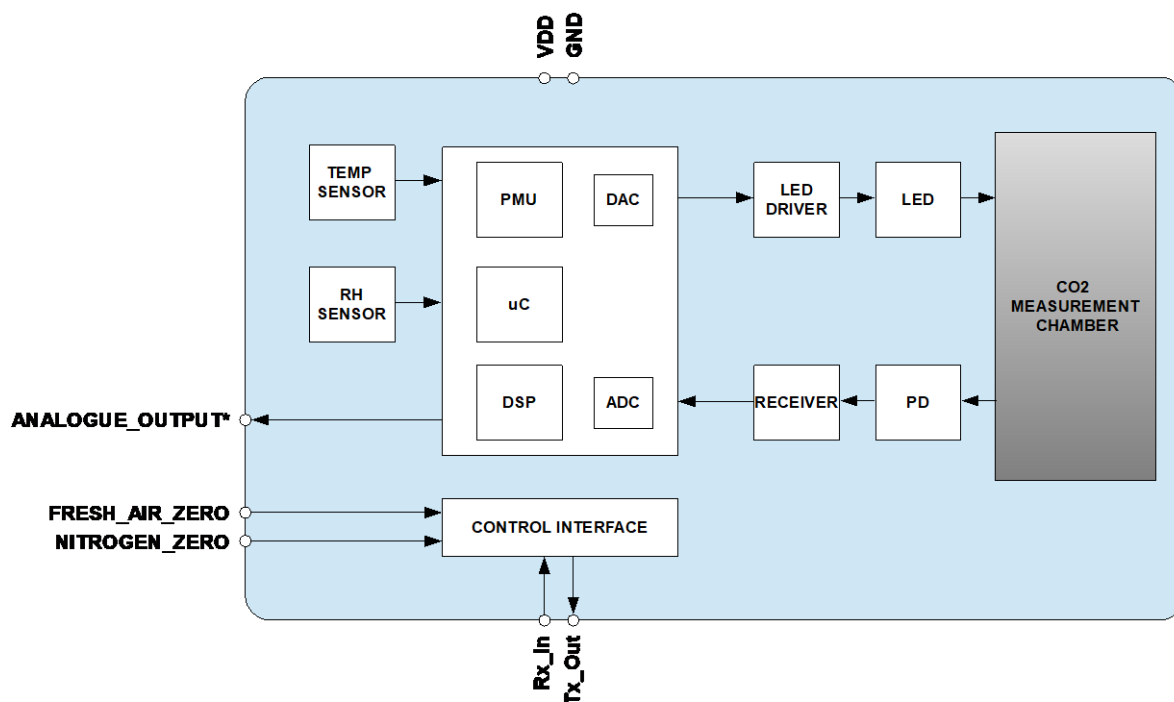 VDD
GND
TEMP
SENSOR
PMU
DAC
LED
DRIVER
LED
RH
SENSOR
uC
CO2
MEASUREMENT
CHAMBER
DSP
ADC
RECEIVER
PD
ANALOGUE_OUTPUT*
FRESH_AIR_ZERO
NITROGEN_ZERO
CONTROL INTERFACE
Rx_In
Tx_Out